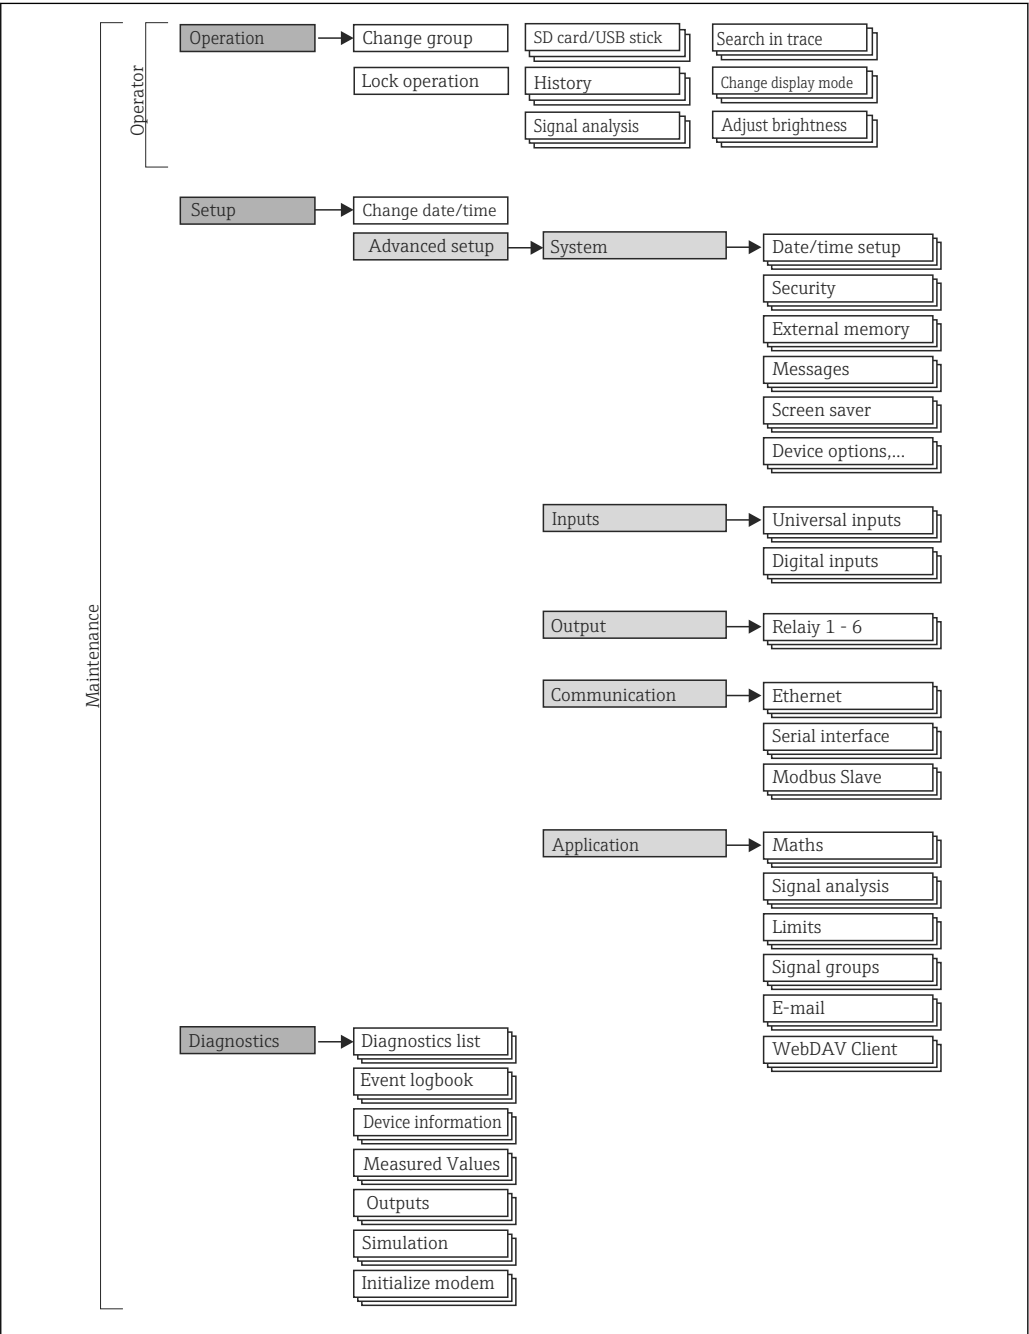 Operation
Change group
SD card/USB stick
Search in trace
Lock operation
History
Change display mode
Signal analysis
Adjust brightness
Operator
Setup
Change date/time
Advanced setup
System
Date/time setup
Security
External memory
Messages
Screen saver
Device options,...
Inputs
Universal inputs
Digital inputs
Output
Relaiy 1 - 6
Maintenance
Communication
Ethernet
Serial interface
Modbus Slave
Application
Maths
Signal analysis
Limits
Signal groups
E-mail
WebDAV Client
Diagnostics
Diagnostics list
Event logbook
Device information
Measured Values
Outputs
Simulation
Initialize modem